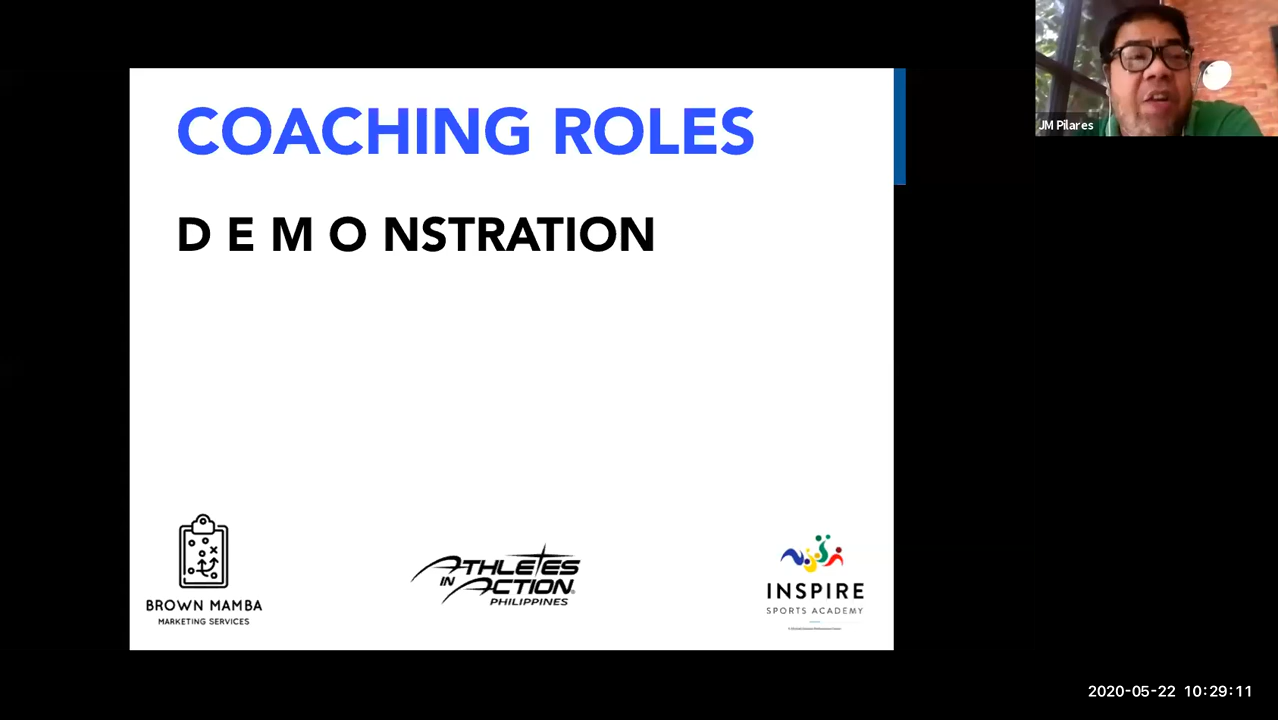 COACHING ROLES
D E M O NSTRATION
JM Pilares
BROWN MAMBA
MARKETING SERVICES
ATHLETES
IN ACTION
PHILIPPINES
INSPIRE
SPORTS ACADEMY
2020-05-22 10:29:11